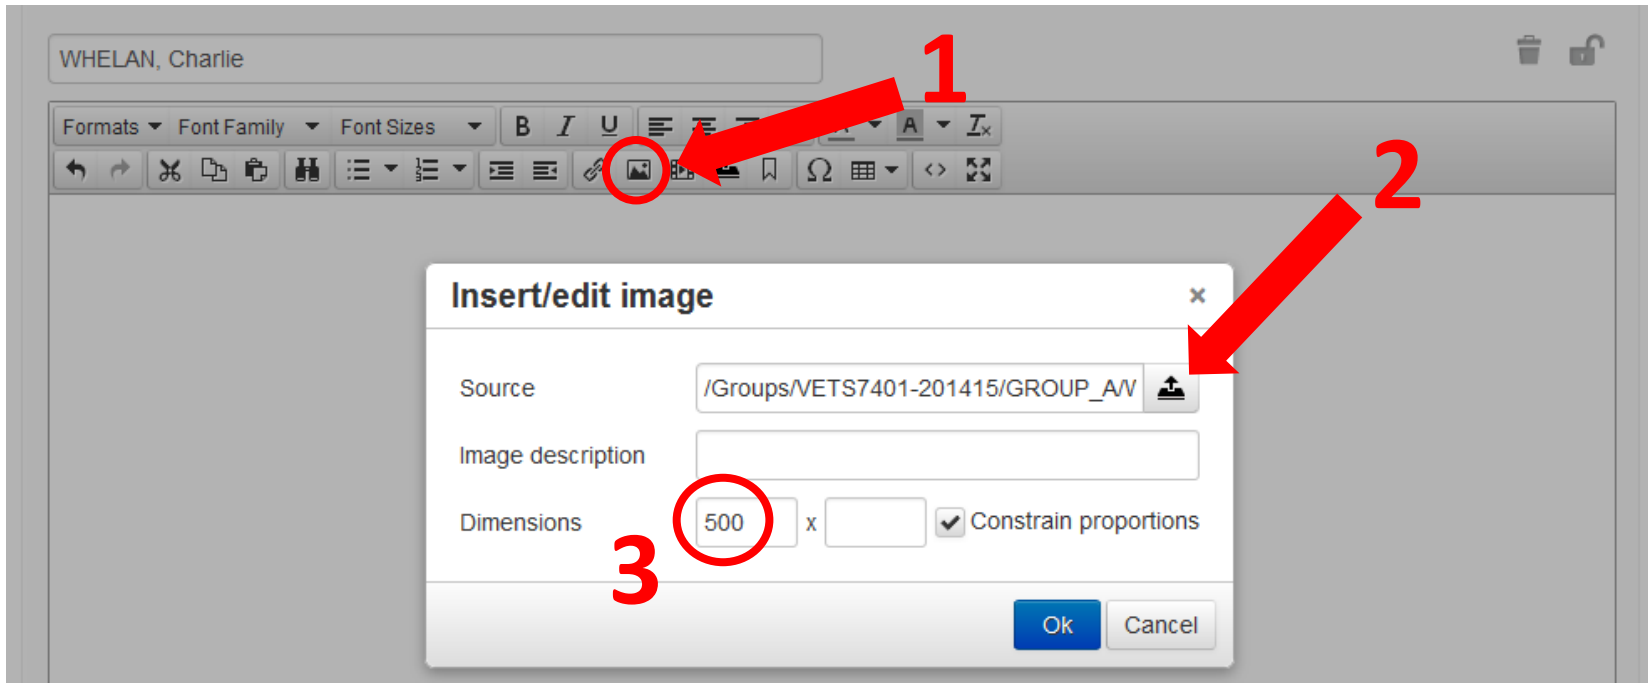 WHELAN, Charlie
1
Formats Font Family Font Sizes B I U A A Tx
2
Ω <>
Insert/edit image ×
Source /Groups/VETS7401-201415/GROUP_A/
Image description
Dimensions 500 x Constrain proportions
3
Ok Cancel